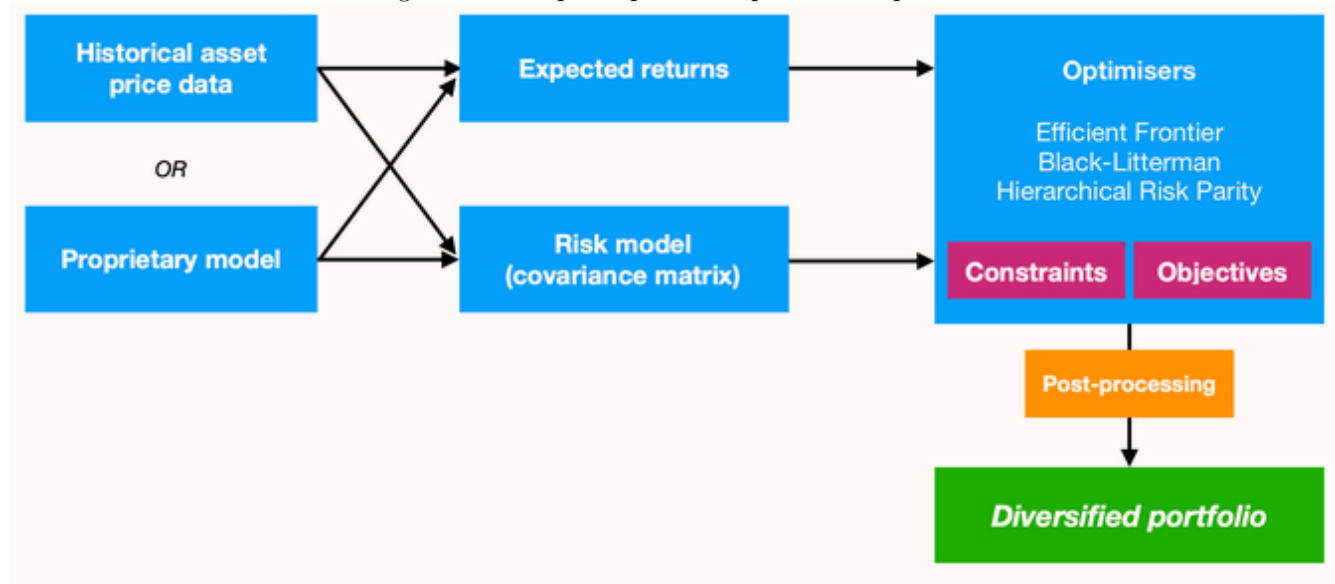 Historical asset
price data
OR
Proprietary model
Expected returns
Risk model
(covariance matrix)
Optimisers
Efficient Frontier
Black-Litterman
Hierarchical Risk Parity
Constraints
Objectives
Post-processing
Diversified portfolio